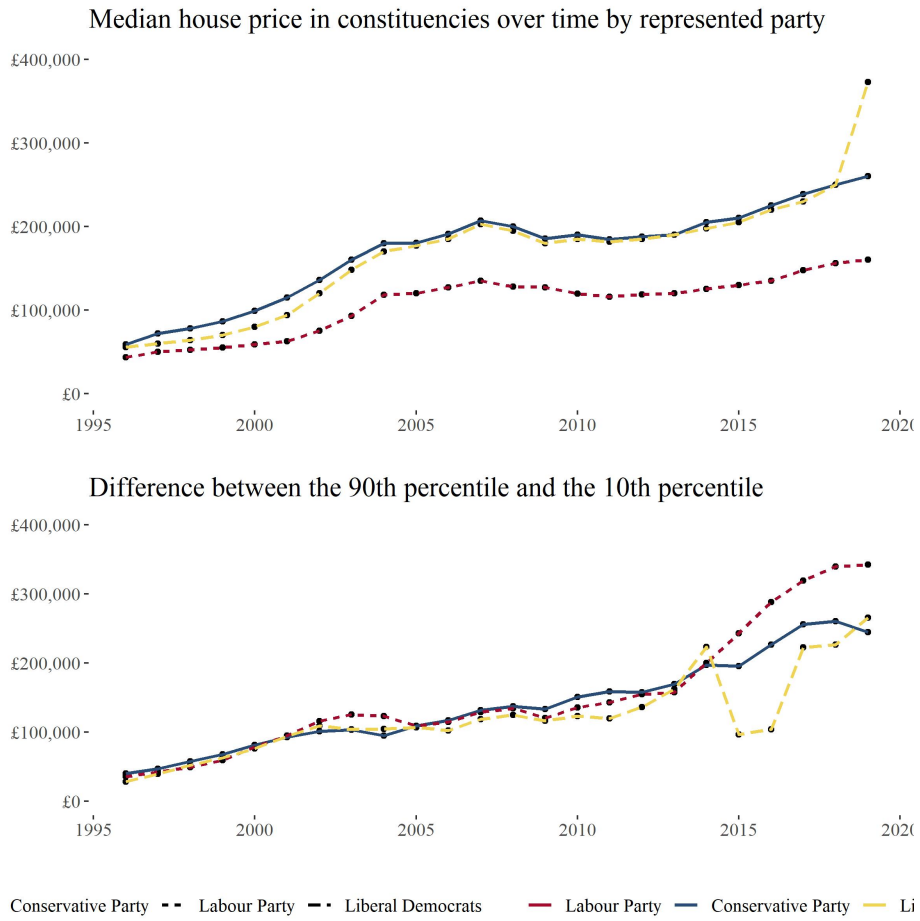 Median house price in constituencies over time by represented party
£400,000
£300,000
£200,000
£100,000
£0
1995 2000 2005 2010 2015 2020
Difference between the 90th percentile and the 10th percentile
£400,000
£300,000
£200,000
£100,000
£0
1995 2000 2005 2010 2015 2020
Conservative Party Labour Party Liberal Democrats Labour Party Conservative Party Li